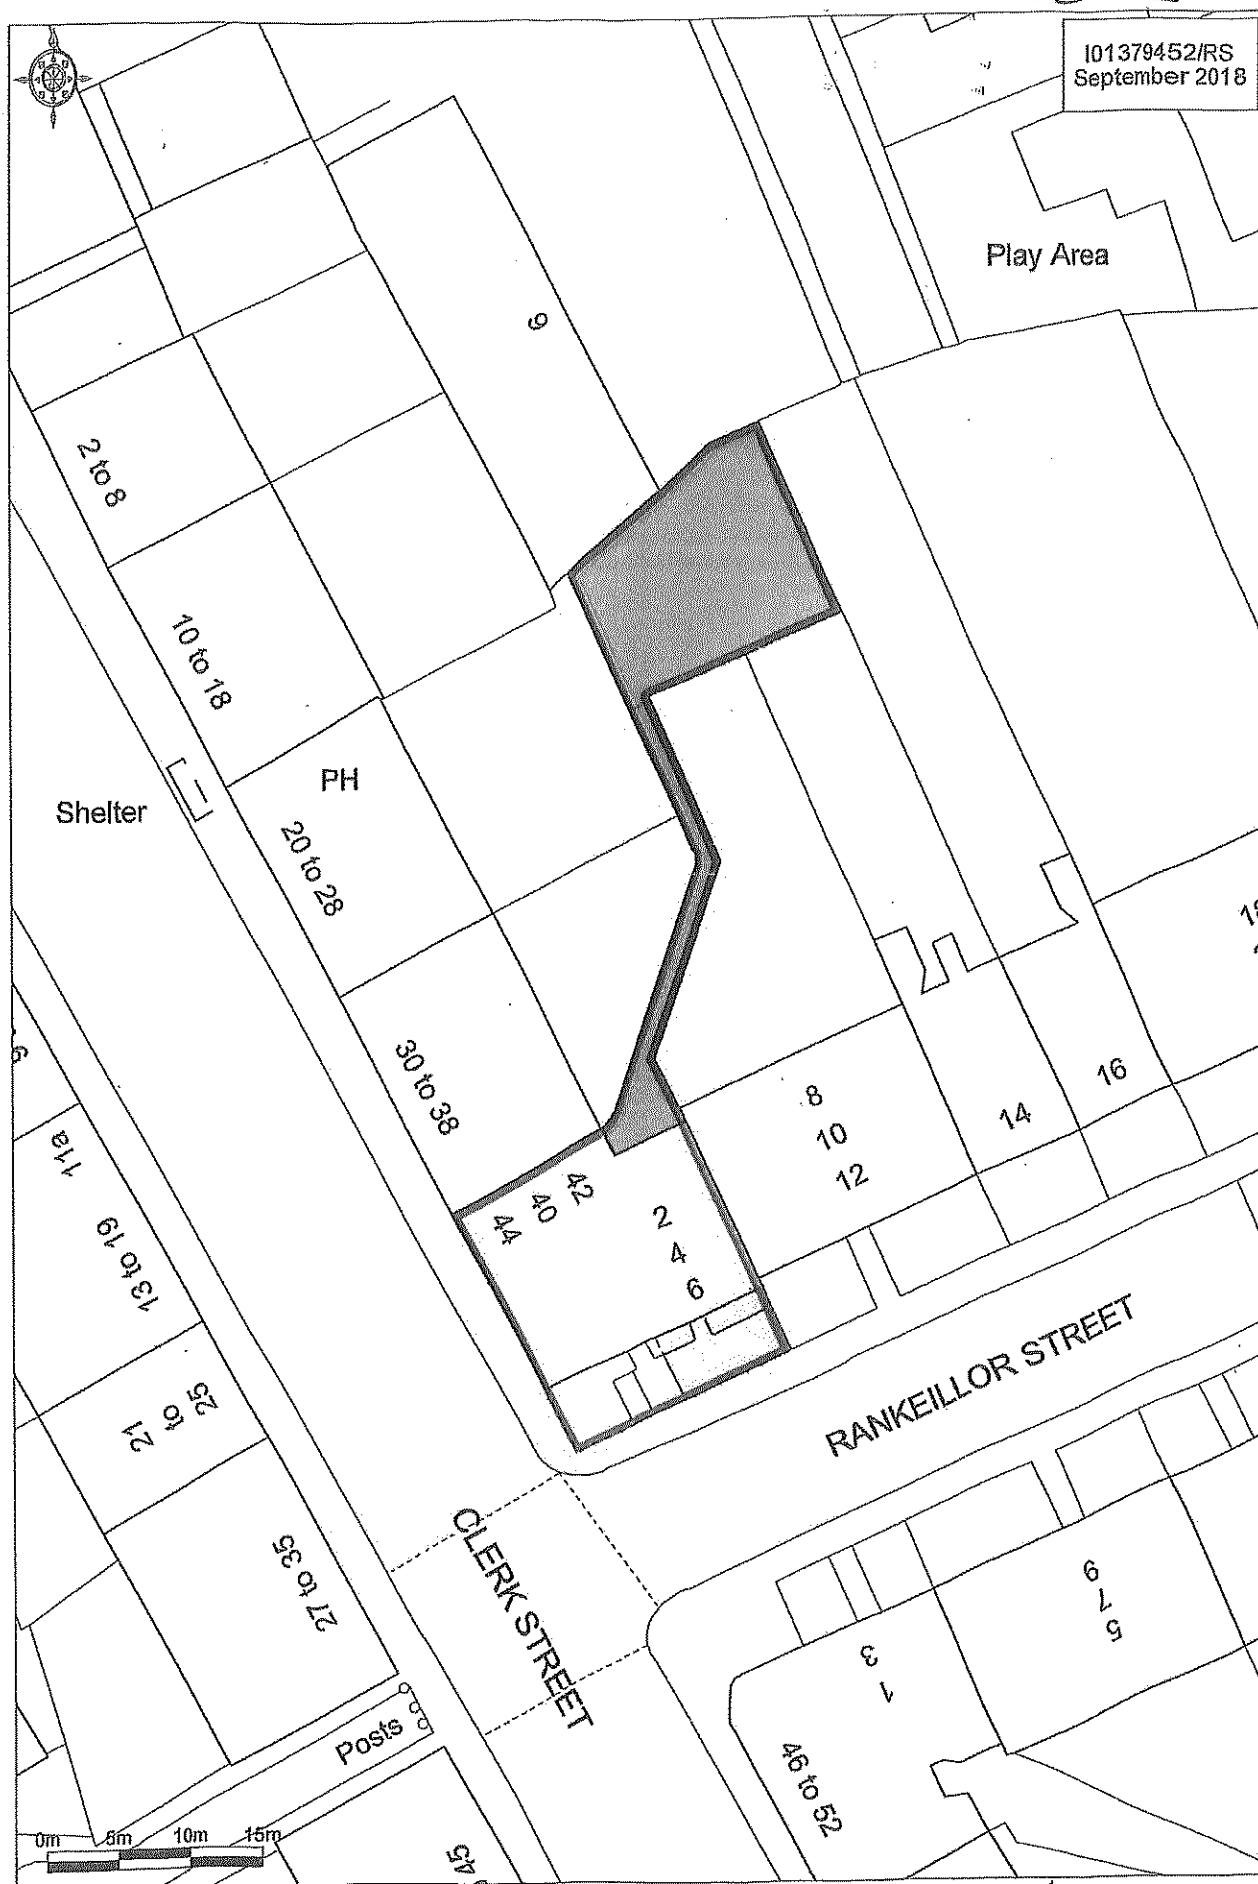 I01379452/RS
September 2018
Play Area
9
2 to 8
10 to 18
PH
Shelter
20 to 28
30 to 38
8
10
12
14
16
11a
44
40
42
2
4
6
13 to 19
21
to
25
RANKEILLOR STREET
CLERK STREET
27 to 35
9
7
5
3
1
Posts
46 to 52
0m 5m 10m 15m
45